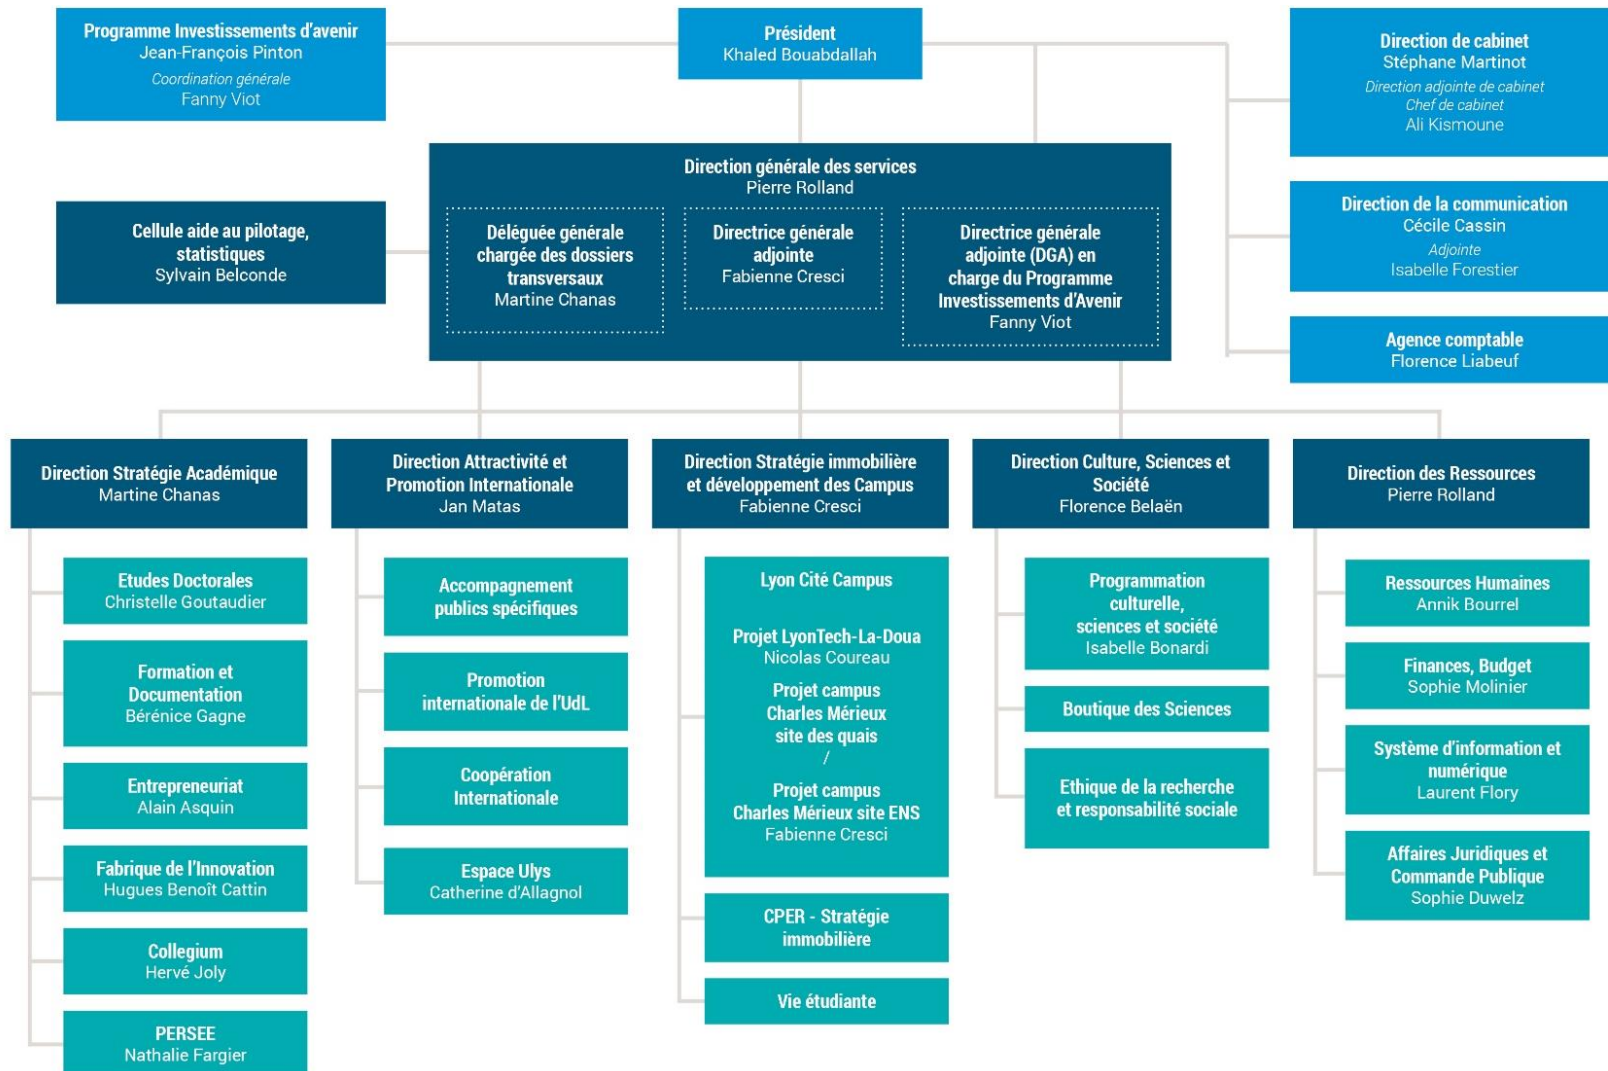 Programme Investissements d'avenir
Jean-François Pinton
Coordination générale
Fanny Viot
Président
Khaled Bouabdallah
Direction de cabinet
Stéphane Martinot
Direction adjointe de cabinet
Chef de cabinet
Ali Kismoune
Direction générale des services
Pierre Rolland
Déléguée générale
chargée des dossiers
transversaux
Martine Chanas
Directrice générale
adjointe
Fabienne Cresci
Directrice générale
adjointe (DGA) en
charge du Programme
Investissements d'Avenir
Fanny Viot
Cellule aide au pilotage,
statistiques
Sylvain Belconde
Direction de la communication
Cécile Cassin
Adjointe
Isabelle Forestier
Agence comptable
Florence Liabeuf
Direction Stratégie Académique
Martine Chanas
Direction Attractivité et
Promotion Internationale
Jan Matas
Direction Stratégie immobilière
et développement des Campus
Fabienne Cresci
Direction Culture, Sciences et
Société
Florence Belaën
Direction des Ressources
Pierre Rolland
Etudes Doctorales
Christelle Goutaudier
Formation et
Documentation
Bérénice Gagne
Entrepreneuriat
Alain Asquin
Fabrique de l'Innovation
Hugues Benoît Cattin
Collegium
Hervé Joly
PERSEE
Nathalie Fargier
Accompagnement
publics spécifiques
Promotion
internationale de l'UdL
Coopération
Internationale
Espace Ulys
Catherine d'Allagnol
Lyon Cité Campus
Projet LyonTech-La-Doua
Nicolas Coureau
Projet campus
Charles Mérieux
site des quais
/
Projet campus
Charles Mérieux site ENS
Fabienne Cresci
CPER - Stratégie
immobilière
Vie étudiante
Programmation
culturelle,
sciences et société
Isabelle Bonardi
Boutique des Sciences
Ethique de la recherche
et responsabilité sociale
Ressources Humaines
Annik Bourrel
Finances, Budget
Sophie Molinier
Système d'information et
numérique
Laurent Flory
Affaires Juridiques et
Commande Publique
Sophie Duwelz